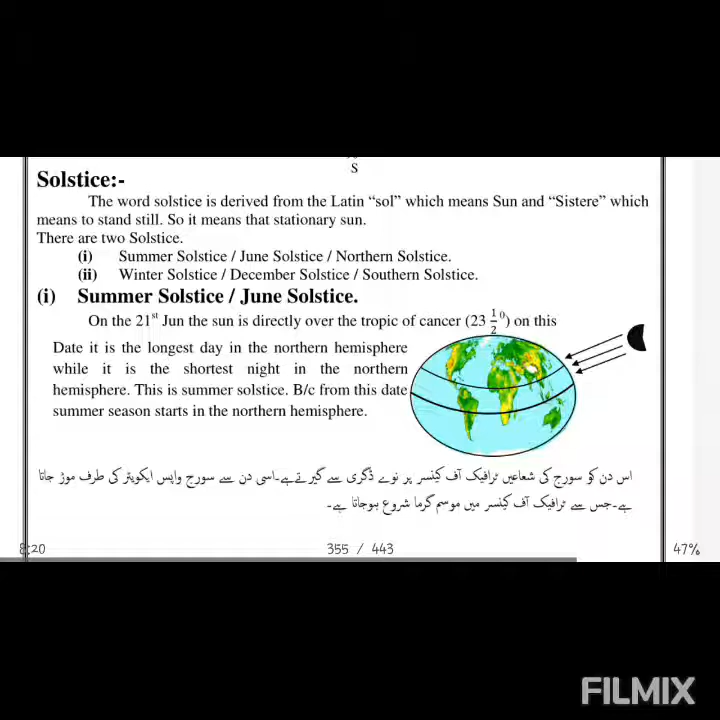 S
Solstice:-
The word solstice is derived from the Latin “sol” which means Sun and “Sistere” which
means to stand still. So it means that stationary sun.
There are two Solstice.
(i) Summer Solstice / June Solstice / Northern Solstice.
(ii) Winter Solstice / December Solstice / Southern Solstice.
(i) Summer Solstice / June Solstice.
On the 21st Jun the sun is directly over the tropic of cancer (23 1/2 0) on this
Date it is the longest day in the northern hemisphere
while it is the shortest night in the northern
hemisphere. This is summer solstice. B/c from this date
summer season starts in the northern hemisphere.
اس دن کو سورج کی شعاعیں ٹرافیک آف کینسر پر نوے ڈگری سے گیرتے ہے۔اسی دن سے سورج واپس ایکویٹر کی طرف موڑ جاتا
ہے۔جس سے ٹرافیک آف کینسر میں موسم گرما شروع ہوجاتا ہے۔
8:20 355 / 443 47%
FILMIX